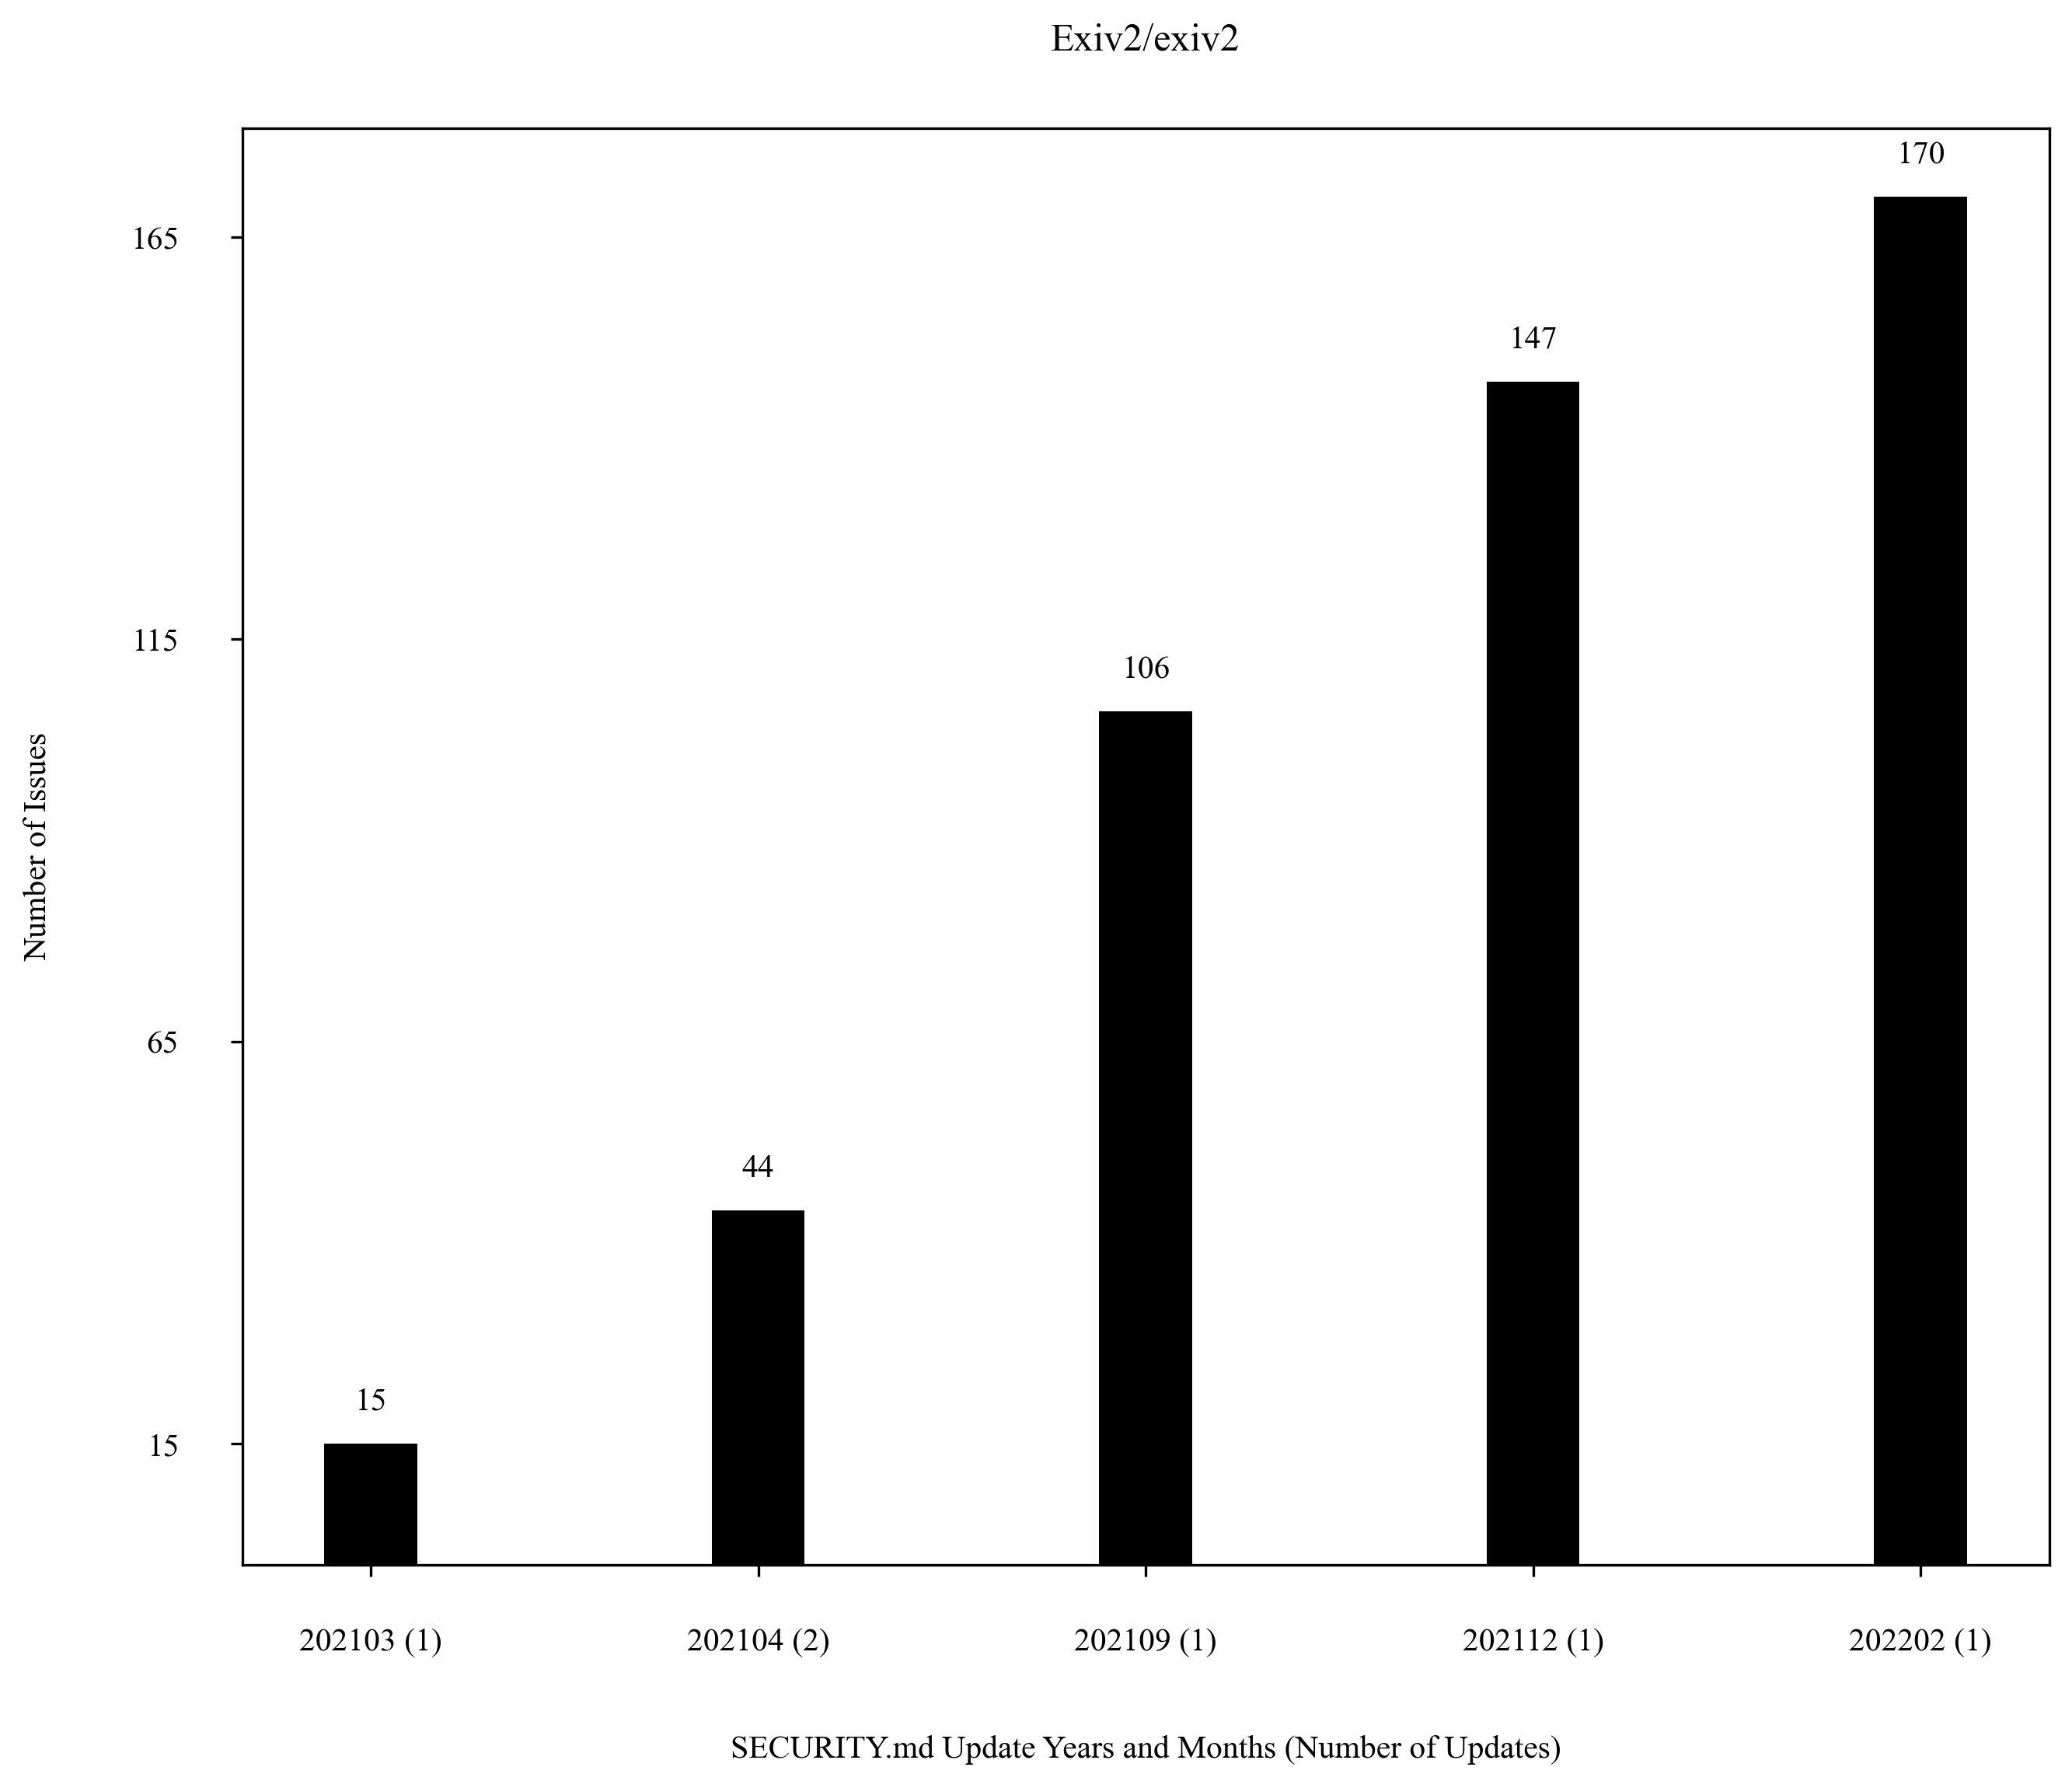 Exiv2/exiv2
170
165
147
115
106
65
44
15
15
Number of Issues
202103 (1) 202104 (2) 202109 (1) 202112 (1) 202202 (1)
SECURITY.md Update Years and Months (Number of Updates)